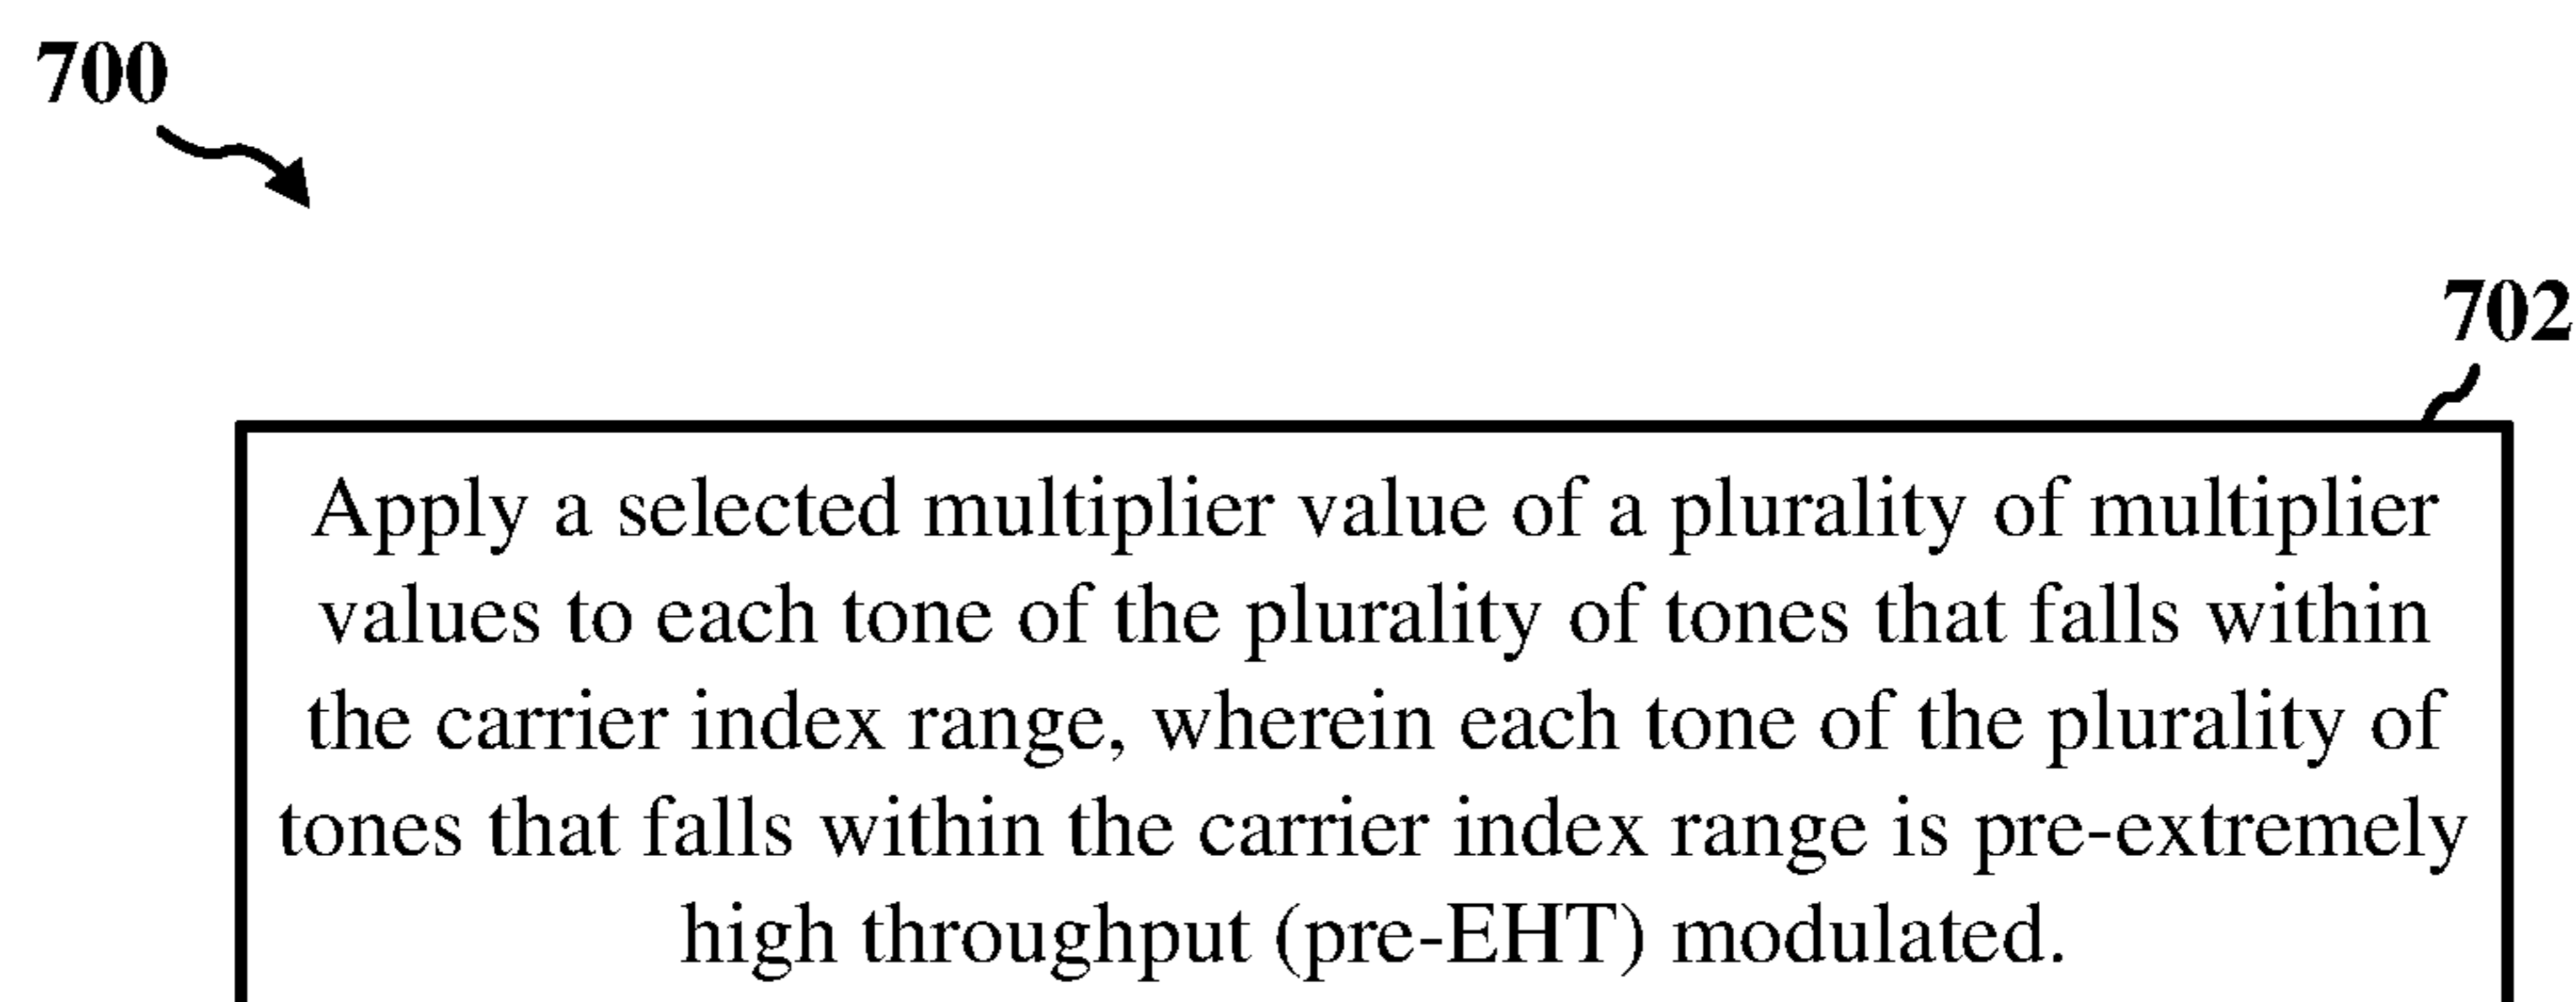 700
702
Apply a selected multiplier value of a plurality of multiplier
values to each tone of the plurality of tones that falls within
the carrier index range, wherein each tone of the plurality of
tones that falls within the carrier index range is pre-extremely
high throughput (pre-EHT) modulated.